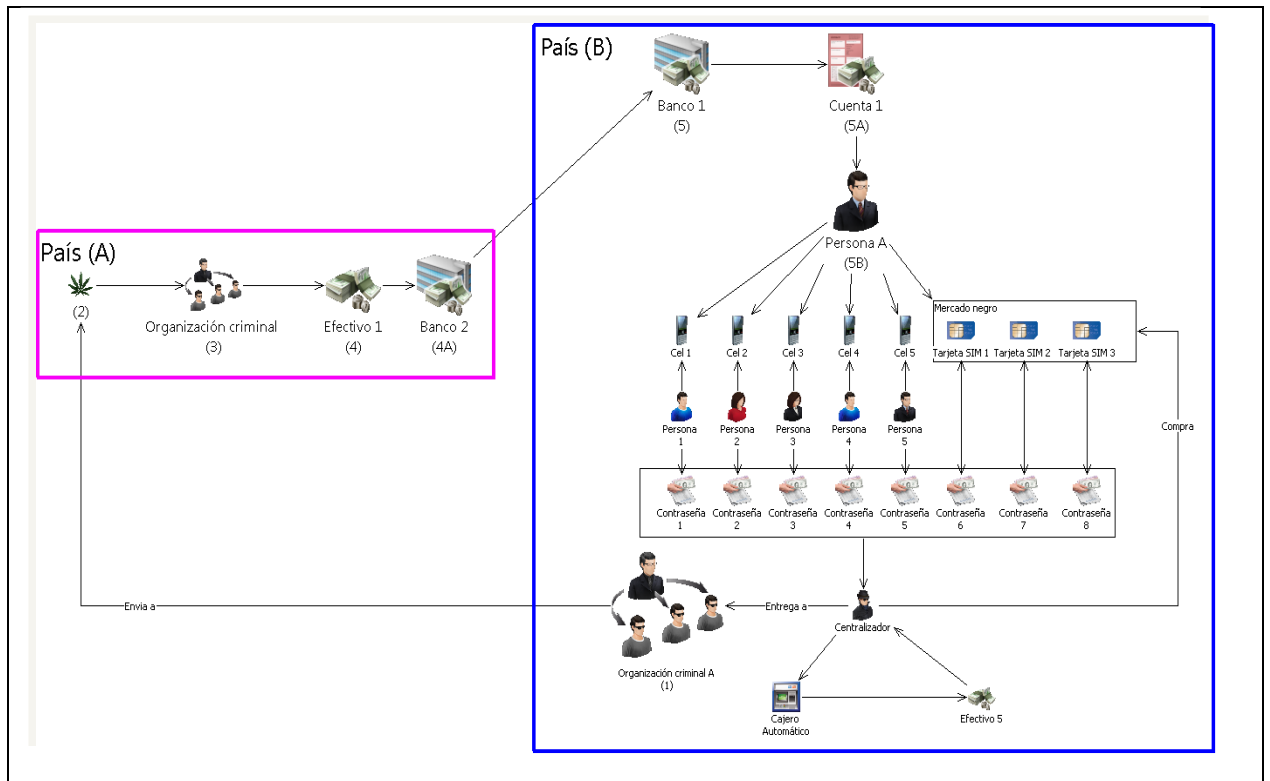 País (B)
Banco 1
(5)
Cuenta 1
(5A)
Persona A
(5B)
País (A)
(2)
Organización criminal
(3)
Efectivo 1
(4)
Banco 2
(4A)
Mercado negro
Tarjeta SIM 1
Tarjeta SIM 2
Tarjeta SIM 3
Cel 1
Cel 2
Cel 3
Cel 4
Cel 5
Persona
1
Persona
2
Persona
3
Persona
4
Persona
5
Compra
Contraseña
1
Contraseña
2
Contraseña
3
Contraseña
4
Contraseña
5
Contraseña
6
Contraseña
7
Contraseña
8
Envia a
Entrega a
Centralizador
Organización criminal A
(1)
Cajero
Automático
Efectivo 5